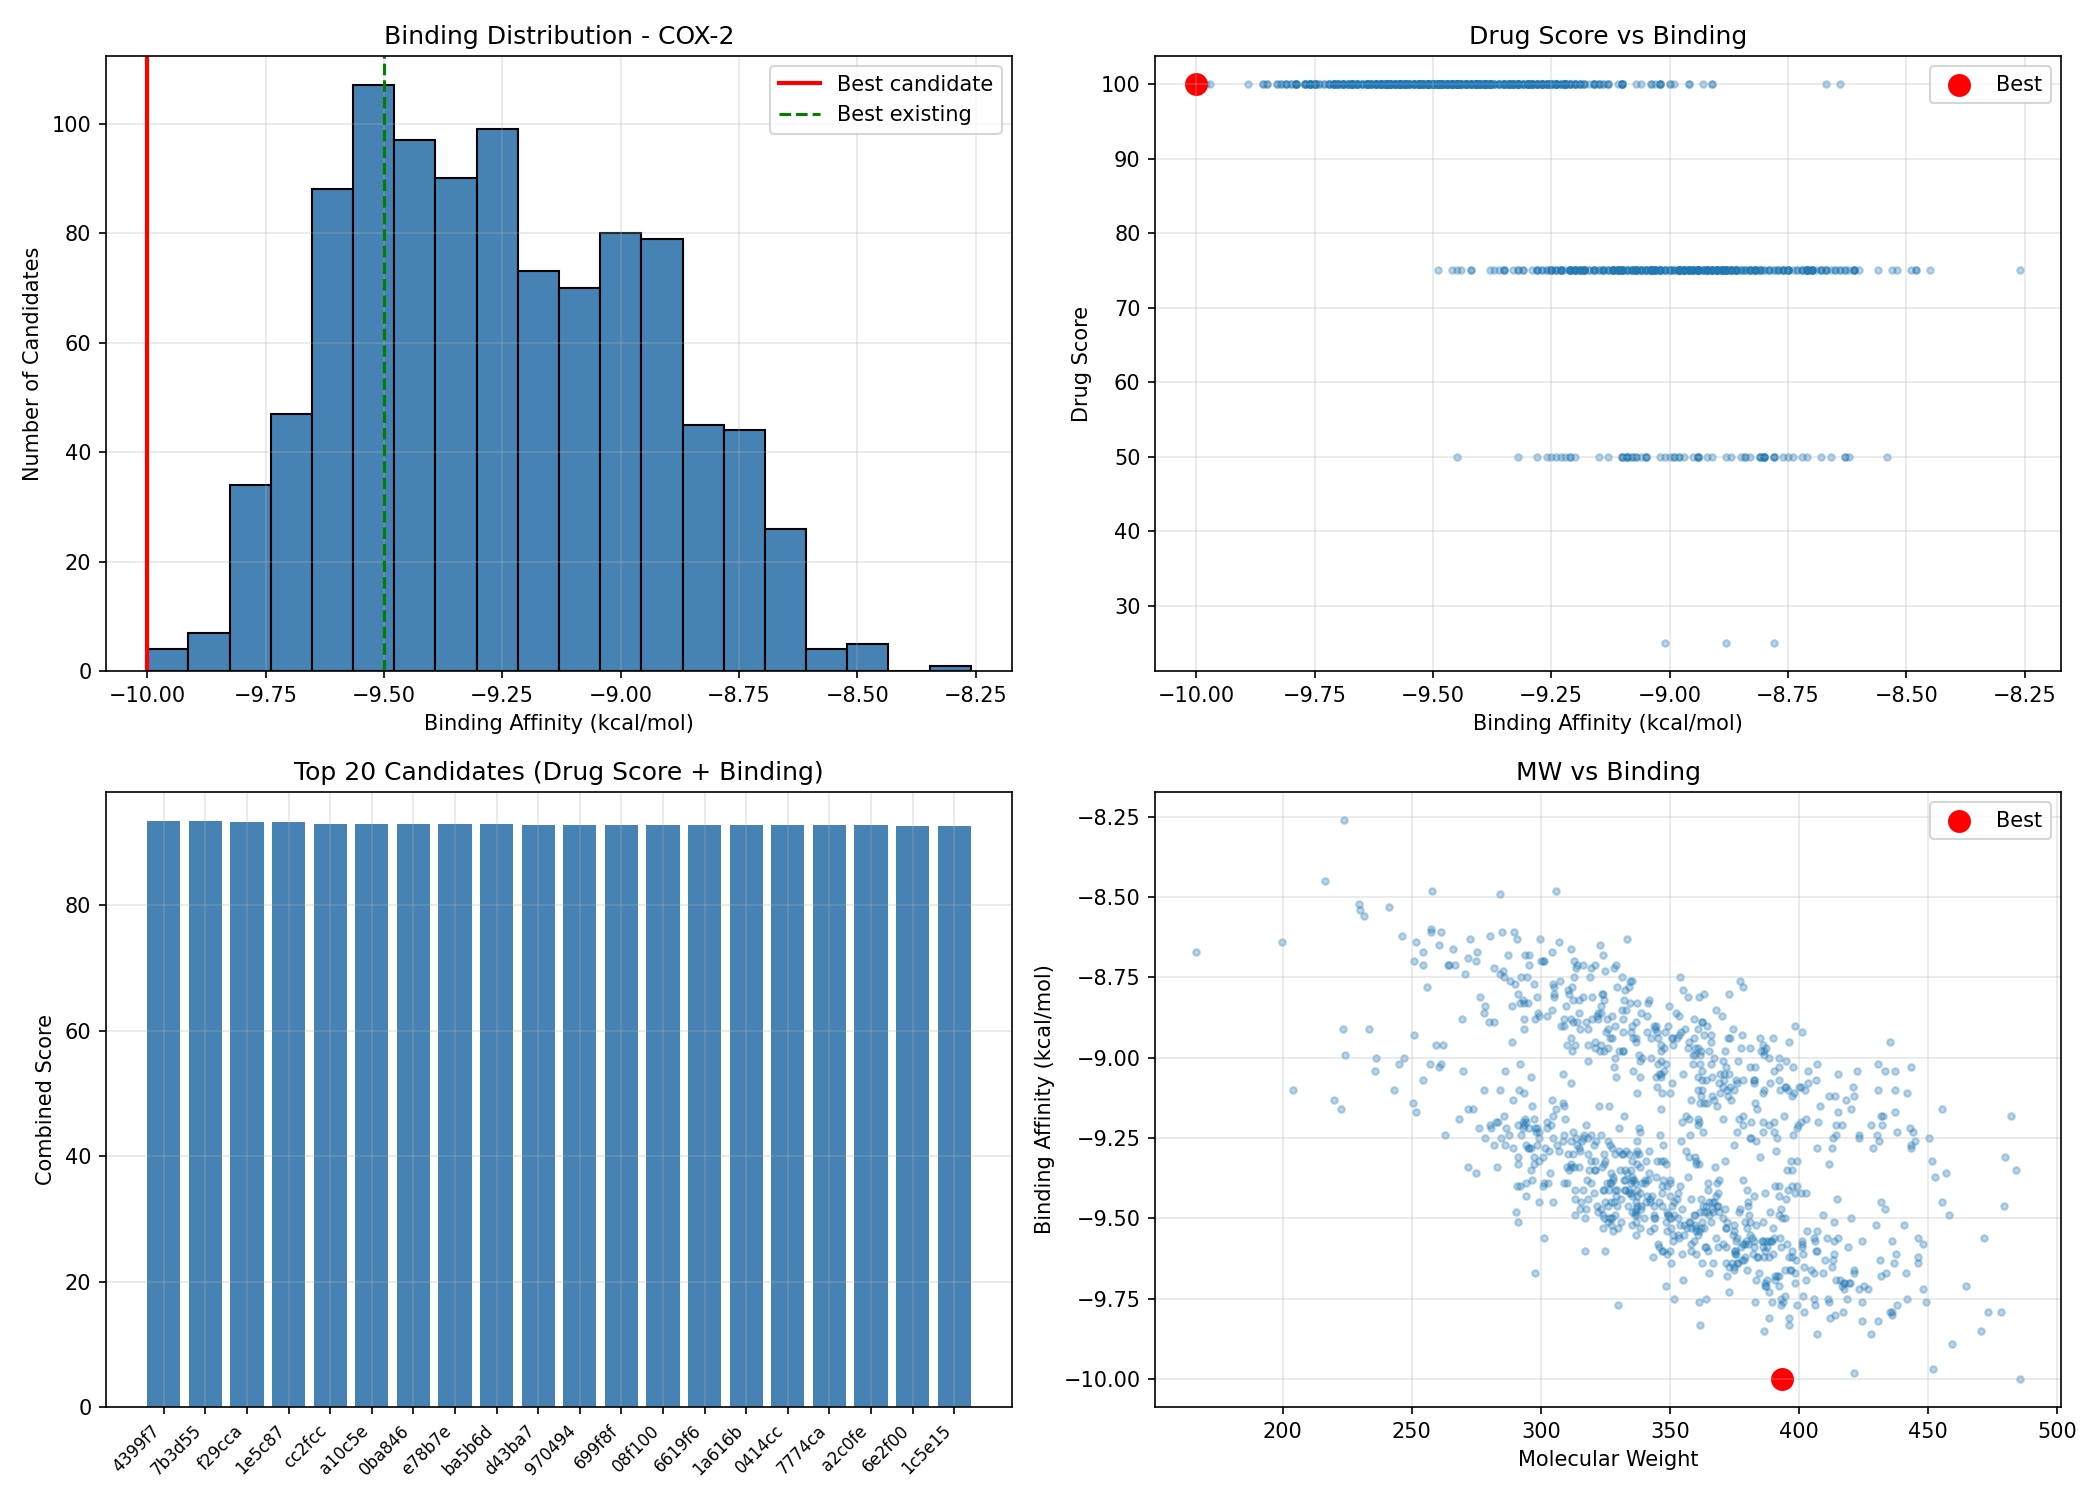 Binding Distribution - COX-2
Number of Candidates
100
80
60
40
20
0
Best candidate
Best existing
−10.00 −9.75 −9.50 −9.25 −9.00 −8.75 −8.50 −8.25
Binding Affinity (kcal/mol)
Drug Score vs Binding
Drug Score
100
90
80
70
60
50
40
30
Best
−10.00 −9.75 −9.50 −9.25 −9.00 −8.75 −8.50 −8.25
Binding Affinity (kcal/mol)
Top 20 Candidates (Drug Score + Binding)
Combined Score
80
60
40
20
0
4399f7 7b3d55 f29cca 1e5c87 cc2fcc a10c5e 0ba846 e78b7e ba5b6d d43ba7 970494 699f8f 08f100 6619f6 1a616b 0414cc 7774ca a2c0fe 6e2f00 1c5e15
MW vs Binding
Binding Affinity (kcal/mol)
−8.25
−8.50
−8.75
−9.00
−9.25
−9.50
−9.75
−10.00
Best
200 250 300 350 400 450 500
Molecular Weight